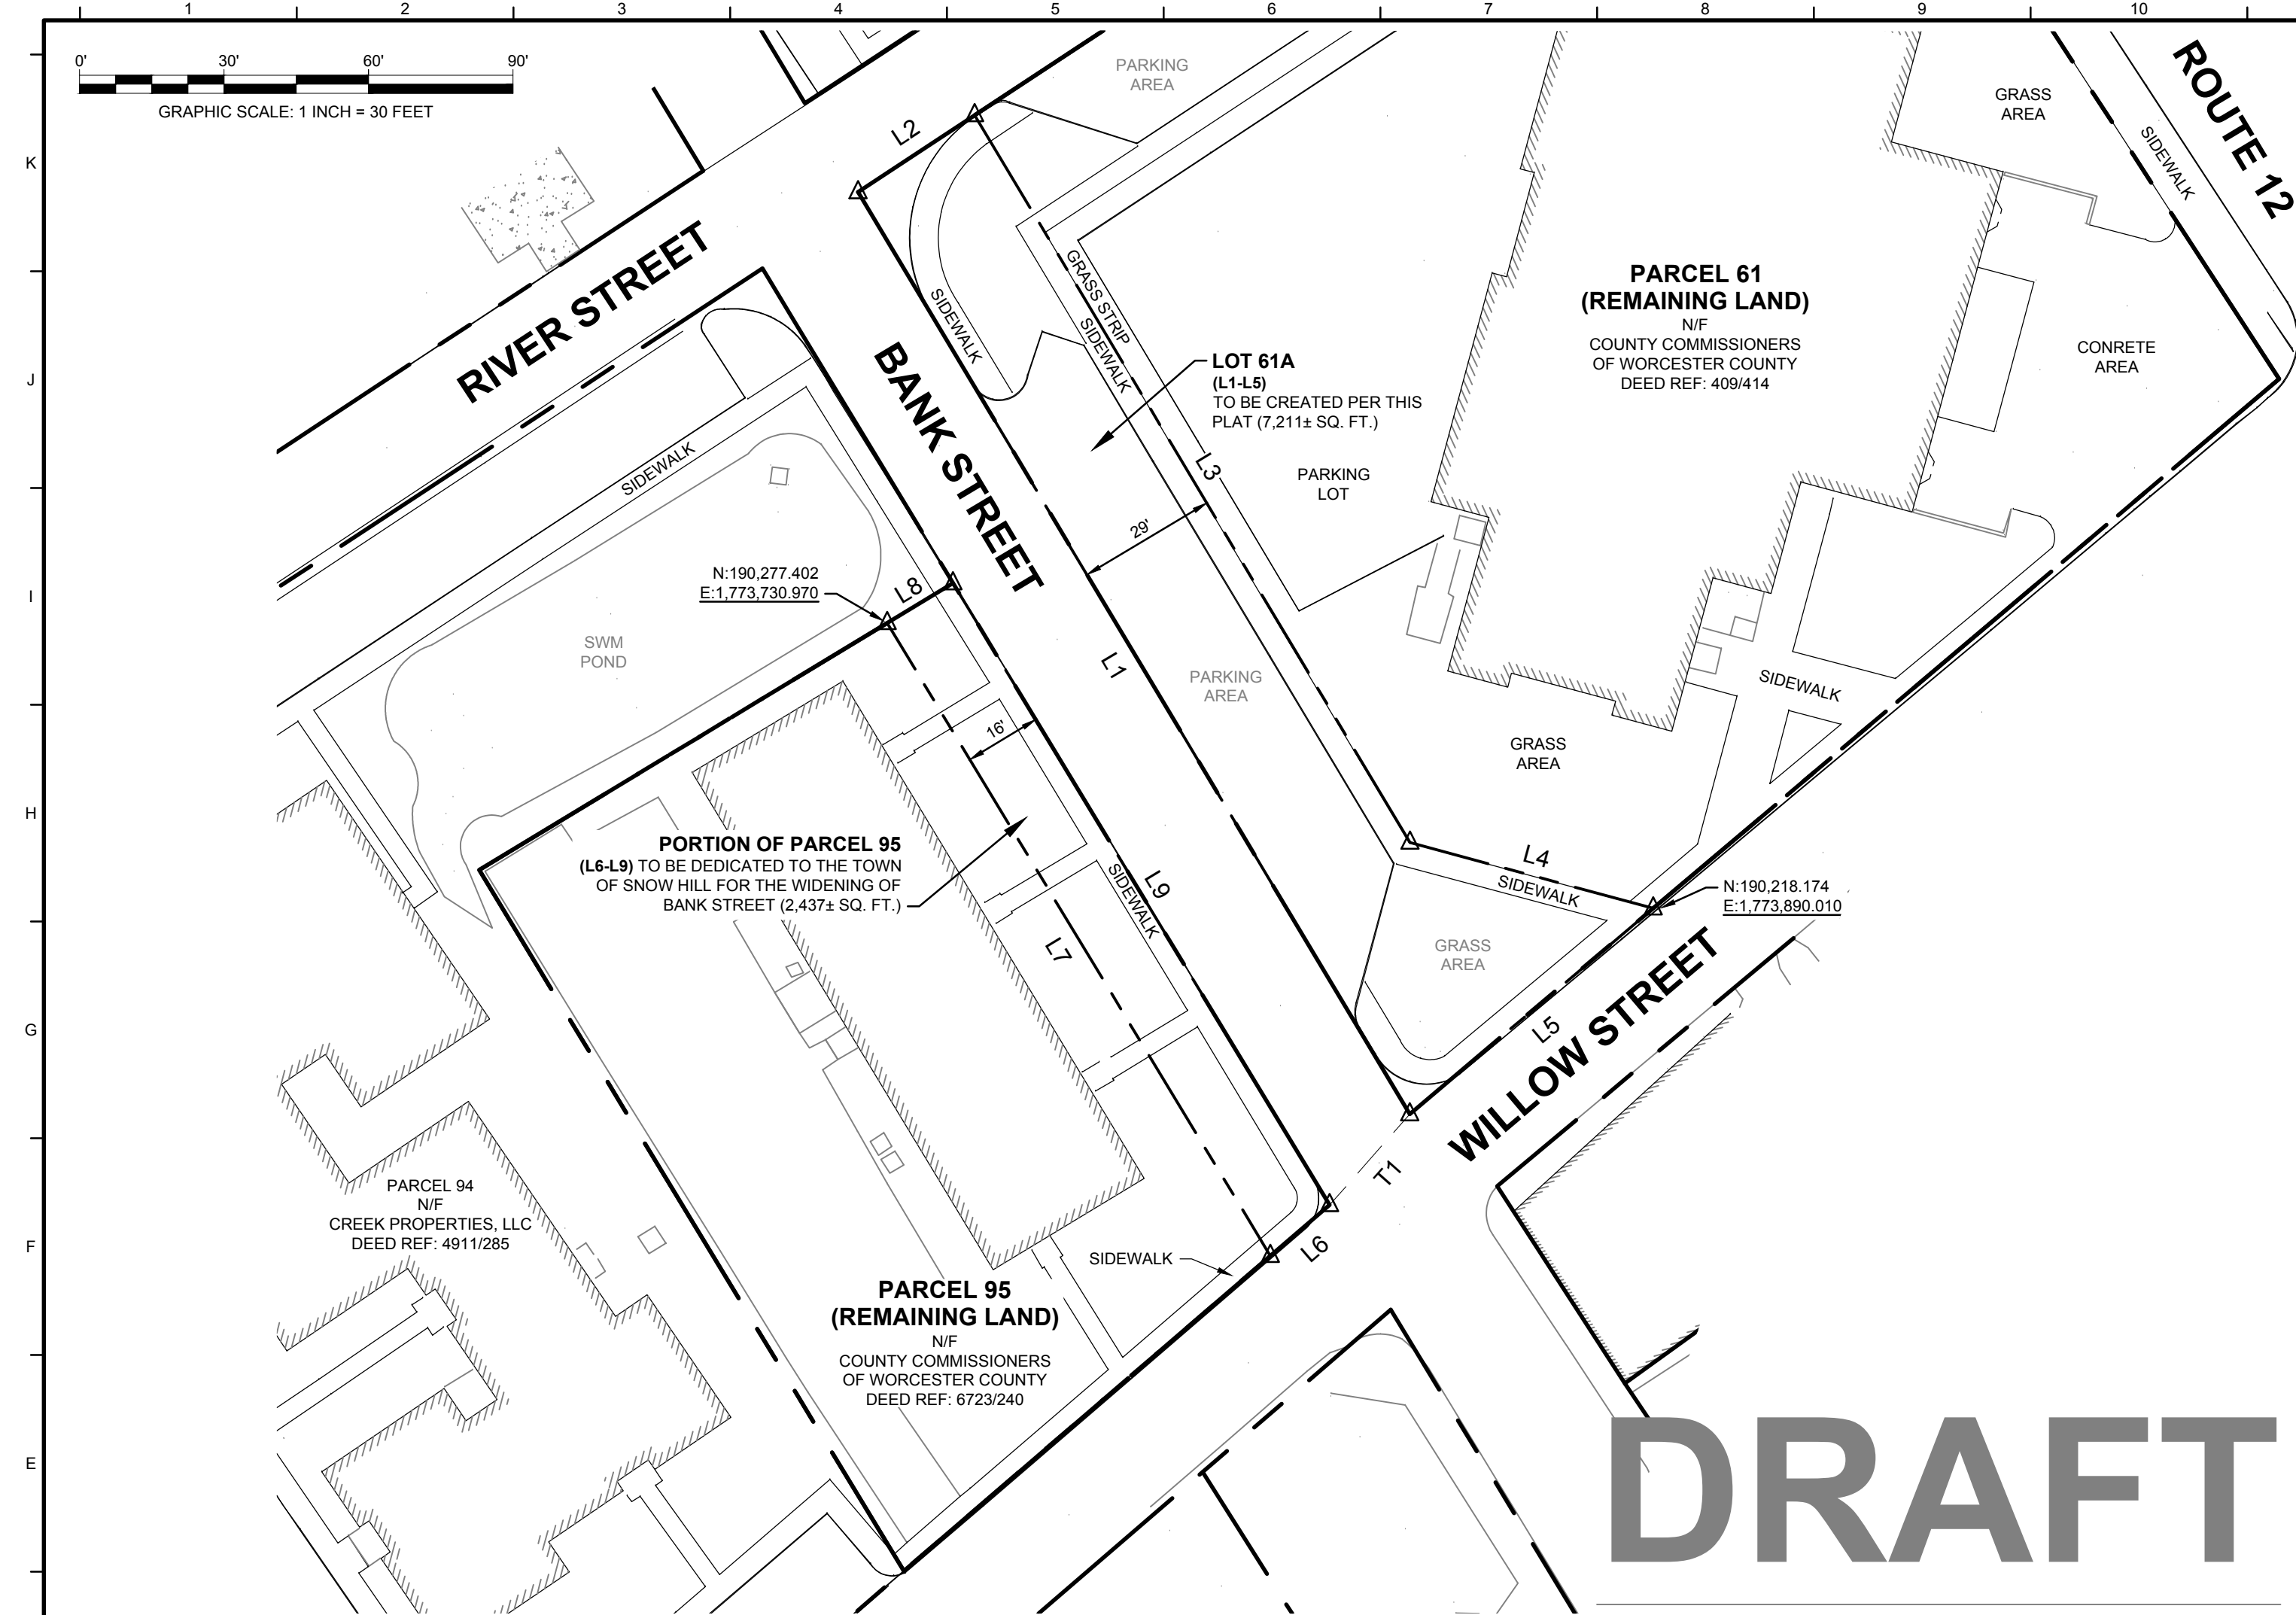 1 2 3 4 5 6 7 8 9 10
K
J
I
H
G
F
E
0' 30' 60' 90'
GRAPHIC SCALE: 1 INCH = 30 FEET
PARKING
AREA
GRASS
AREA
ROUTE 12
SIDEWALK
L2
RIVER STREET
BANK STREET
SIDEWALK
GRASS STRIP
SIDEWALK
LOT 61A
(L1-L5)
TO BE CREATED PER THIS
PLAT (7,211± SQ. FT.)
PARCEL 61
(REMAINING LAND)
N/F
COUNTY COMMISSIONERS
OF WORCESTER COUNTY
DEED REF: 409/414
CONRETE
AREA
SIDEWALK
L3
PARKING
LOT
29'
N:190,277.402
E:1,773,730.970
L8
SWM
POND
L1
PARKING
AREA
SIDEWALK
16'
GRASS
AREA
PORTION OF PARCEL 95
(L6-L9) TO BE DEDICATED TO THE TOWN
OF SNOW HILL FOR THE WIDENING OF
BANK STREET (2,437± SQ. FT.)
L9
SIDEWALK
L4
SIDEWALK
N:190,218.174
E:1,773,890.010
L7
GRASS
AREA
L5
WILLOW STREET
T1
PARCEL 94
N/F
CREEK PROPERTIES, LLC
DEED REF: 4911/285
SIDEWALK
L6
PARCEL 95
(REMAINING LAND)
N/F
COUNTY COMMISSIONERS
OF WORCESTER COUNTY
DEED REF: 6723/240
DRAFT